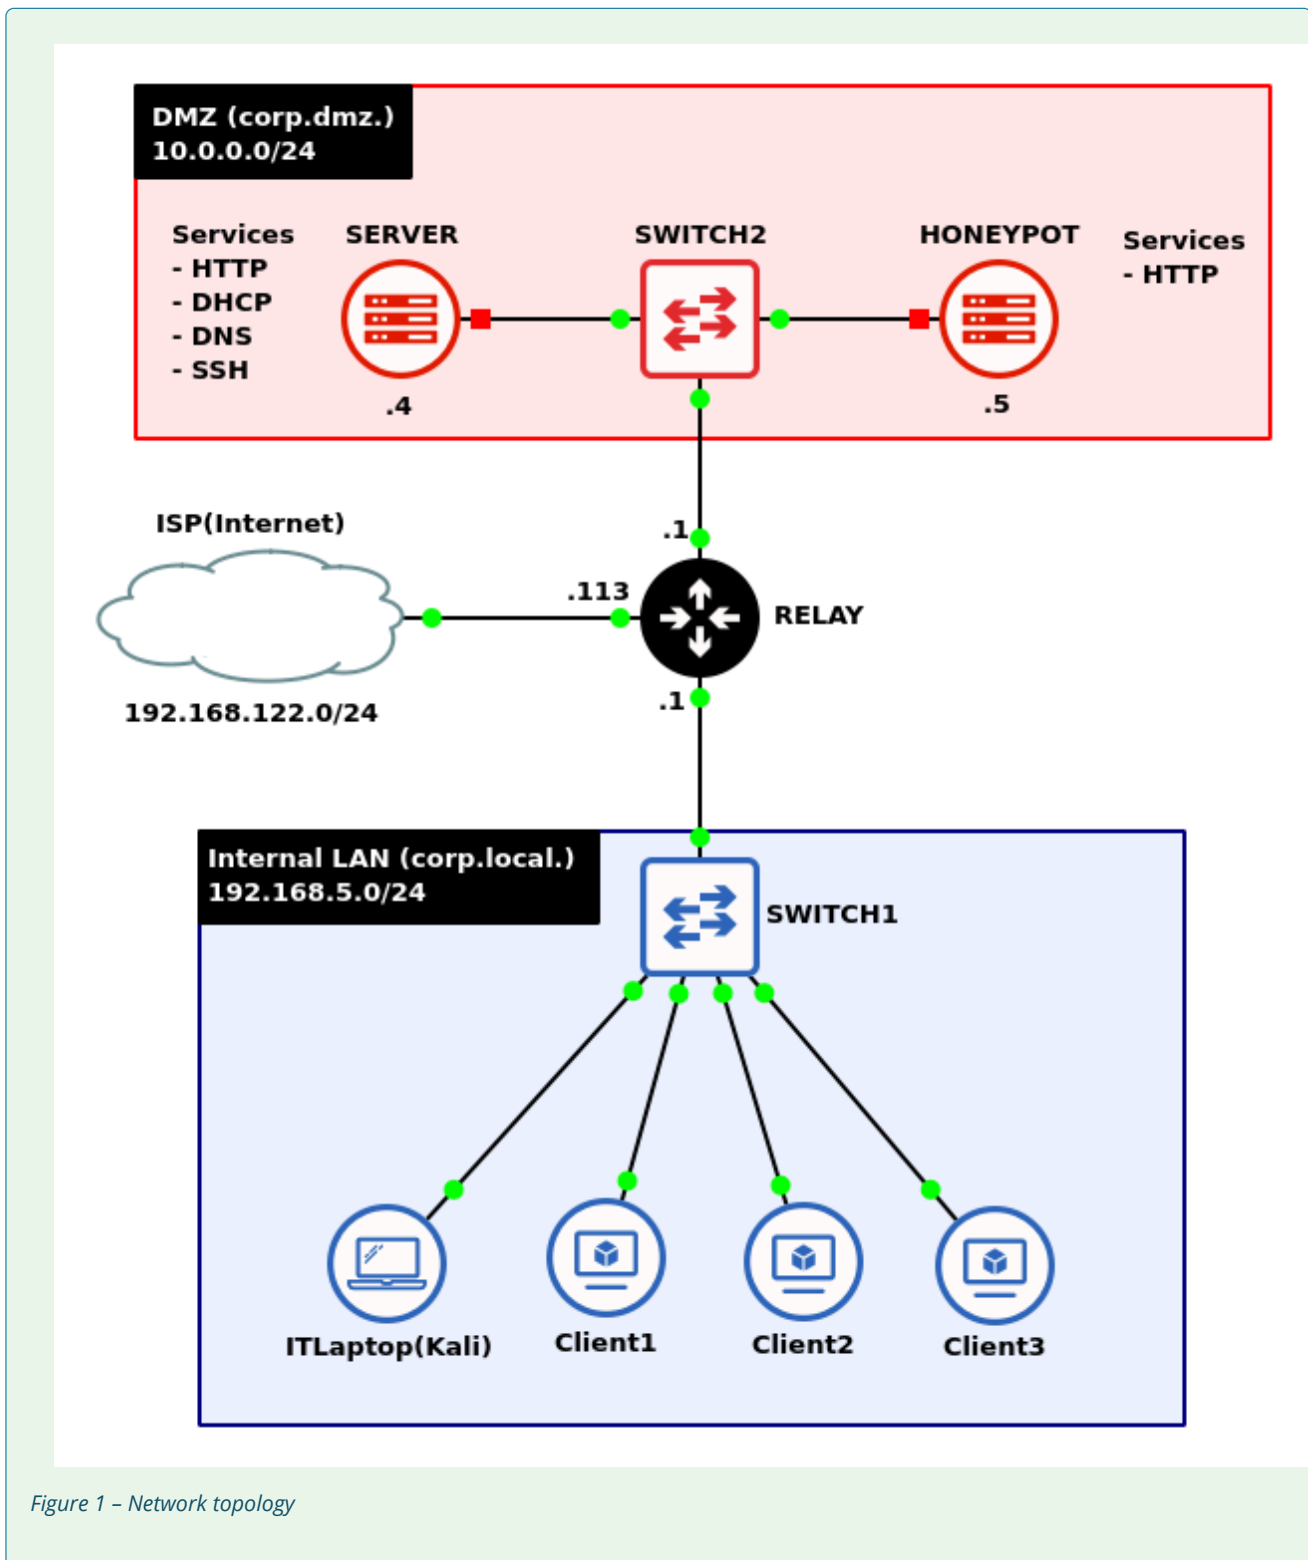 DMZ (corp.dmz.)
10.0.0.0/24
Services
- HTTP
- DHCP
- DNS
- SSH
SERVER
.4
SWITCH2
HONEYPOT
.5
Services
- HTTP
ISP(Internet)
192.168.122.0/24
.1
.113
RELAY
.1
Internal LAN (corp.local.)
192.168.5.0/24
SWITCH1
ITLaptop(Kali)
Client1
Client2
Client3
Figure 1 – Network topology